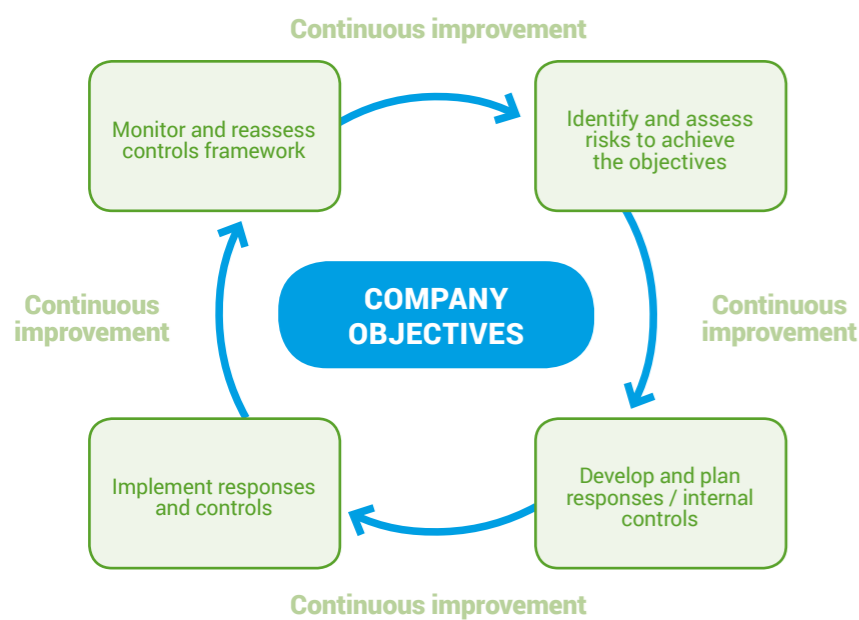 Continuous improvement
Monitor and reassess
controls framework
Identify and assess
risks to achieve
the objectives
Continuous
improvement
COMPANY
OBJECTIVES
Continuous
improvement
Implement responses
and controls
Develop and plan
responses / internal
controls
Continuous improvement